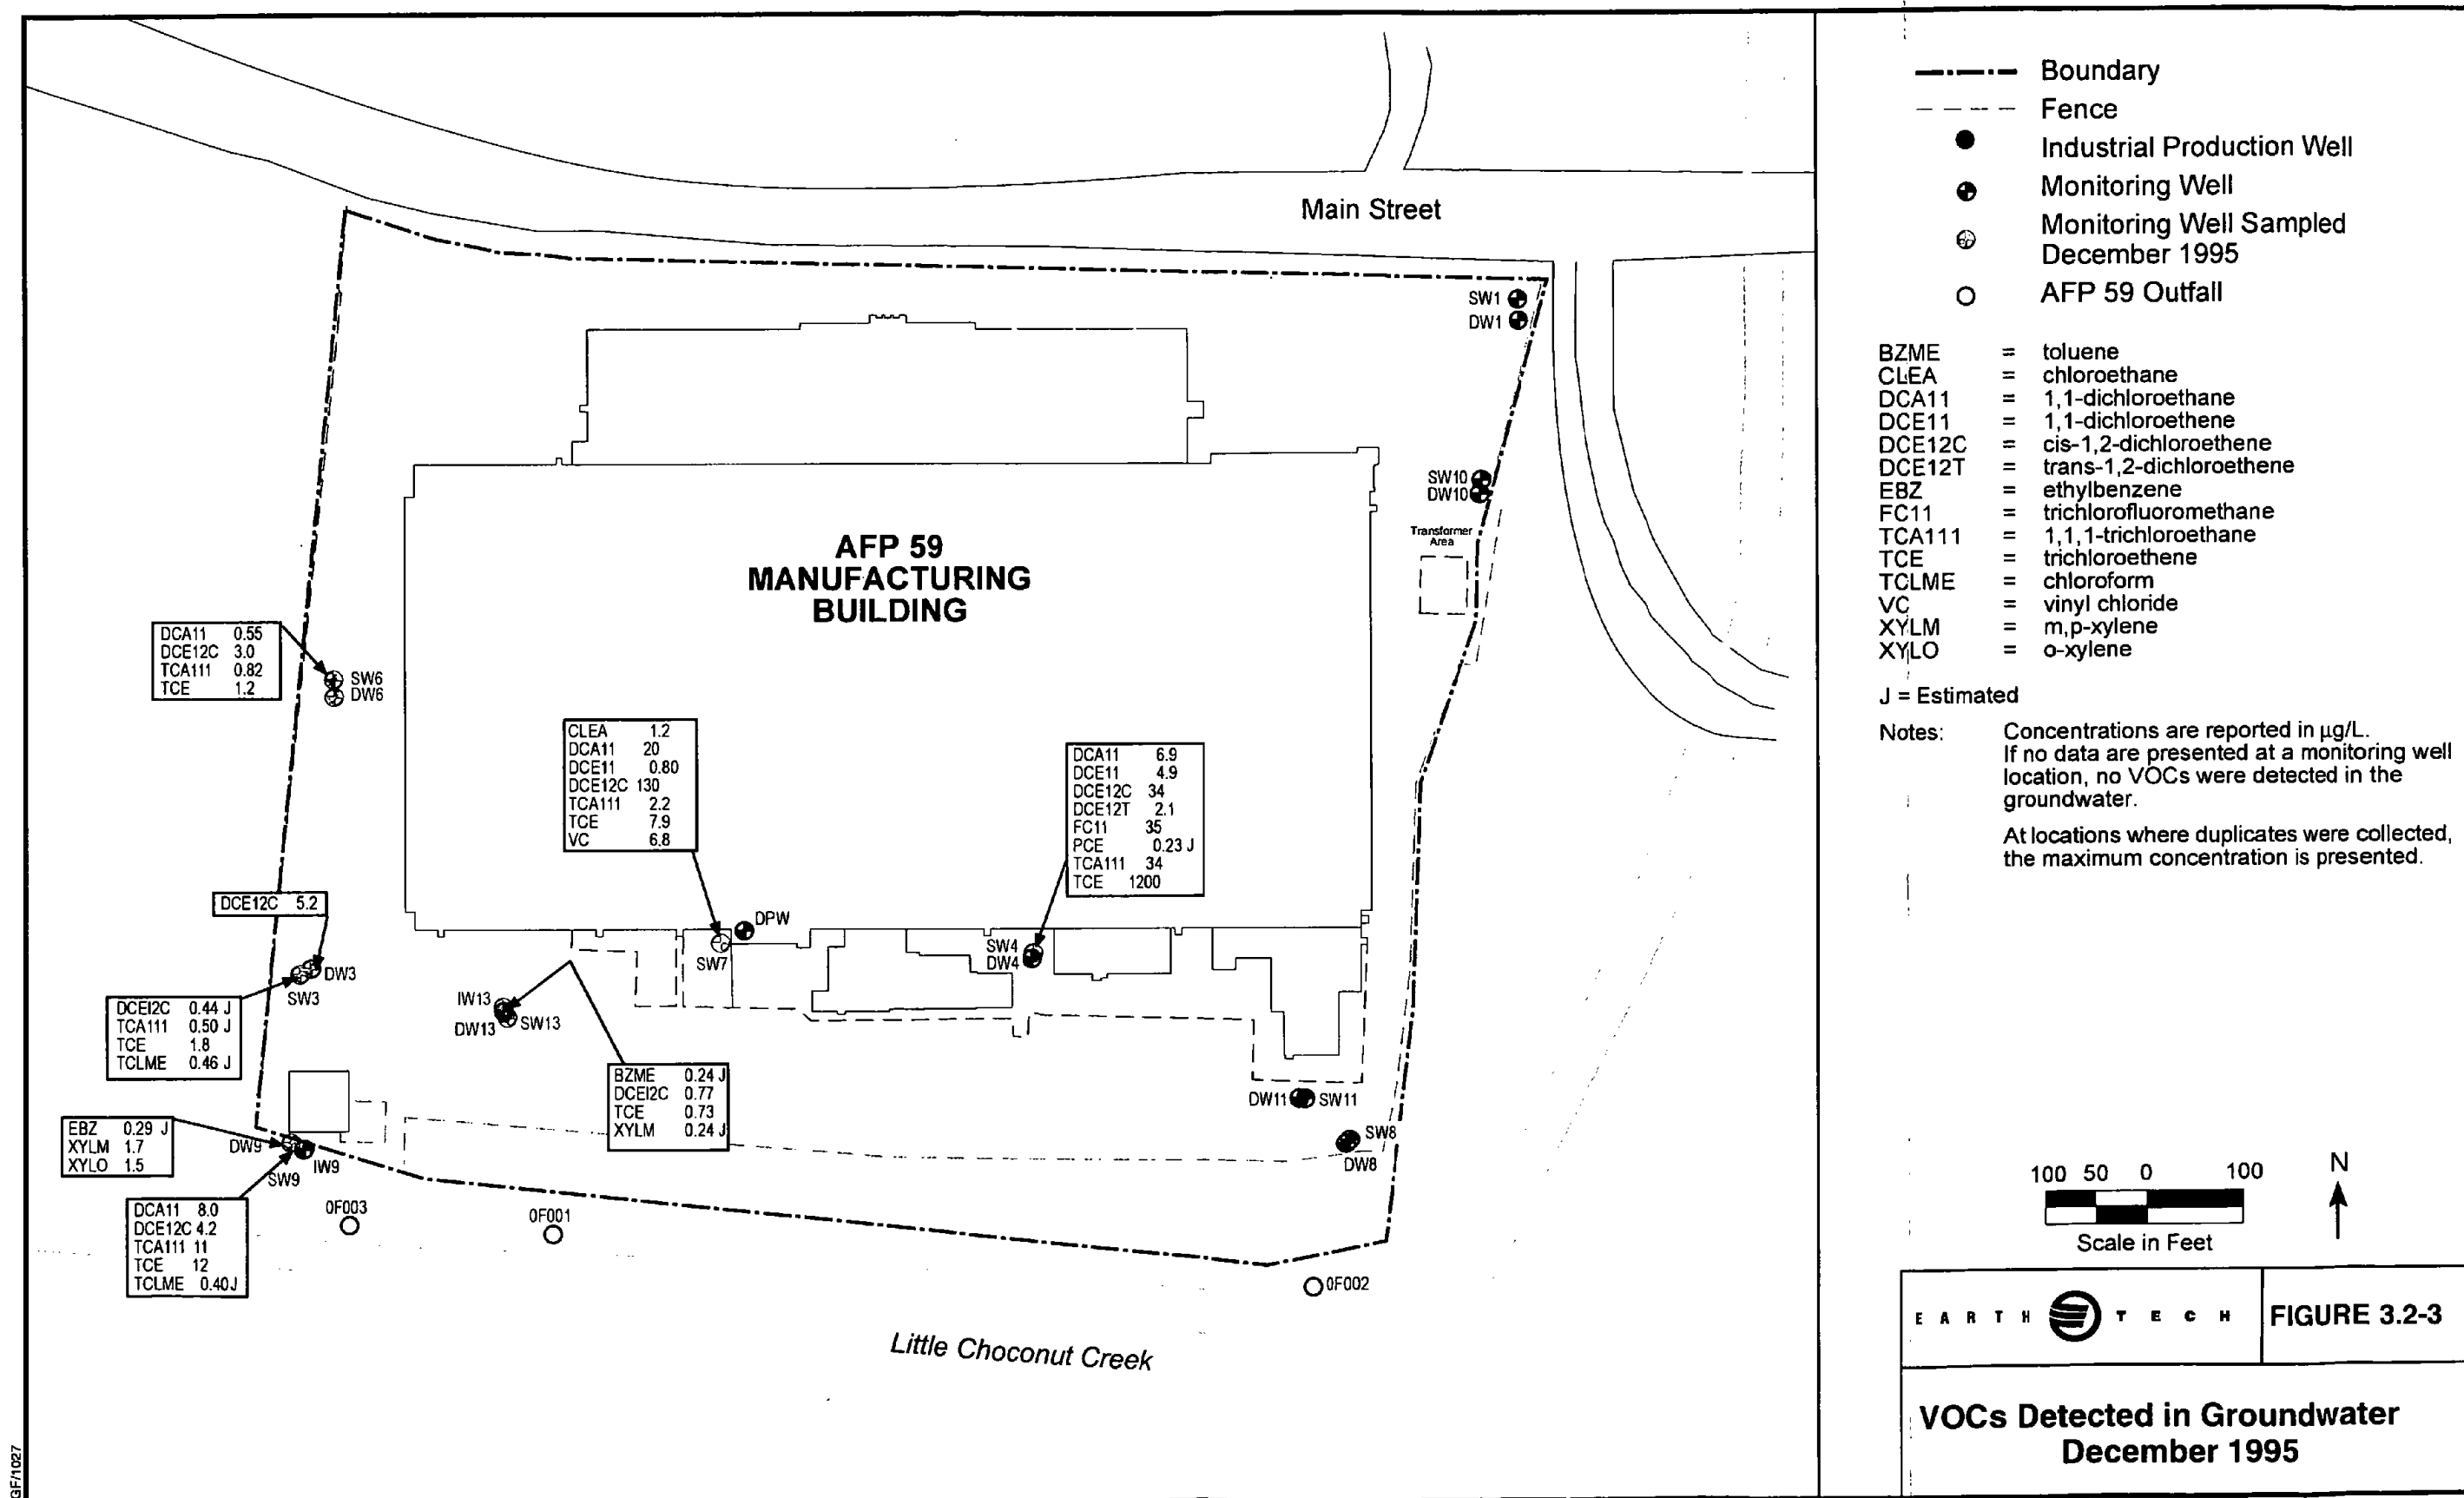 Main Street
SW1
DW1
SW10
DW10
Transformer
Area
AFP 59
MANUFACTURING
BUILDING
DCA11 0.55
DCE12C 3.0
TCA111 0.82
TCE 1.2
SW6
DW6
CLEA 1.2
DCA11 20
DCE11 0.80
DCE12C 130
TCA111 2.2
TCE 7.9
VC 6.8
DCA11 6.9
DCE11 4.9
DCE12C 34
DCE12T 2.1
FC11 35
PCE 0.23 J
TCA111 34
TCE 1200
DCE12C 5.2
DPW
SW7
SW4
DW4
DW3
SW3
DCEI2C 0.44 J
TCA111 0.50 J
TCE 1.8
TCLME 0.46 J
IW13
DW13
SW13
BZME 0.24 J
DCEI2C 0.77
TCE 0.73
XYLM 0.24 J
DW11
SW11
SW8
DW8
EBZ 0.29 J
XYLM 1.7
XYLO 1.5
DW9
SW9
IW9
DCA11 8.0
DCE12C 4.2
TCA111 11
TCE 12
TCLME 0.40J
0F003
0F001
0F002
Little Choconut Creek
GF/1027
Boundary
Fence
Industrial Production Well
Monitoring Well
Monitoring Well Sampled
December 1995
AFP 59 Outfall
BZME = toluene
CLEA = chloroethane
DCA11 = 1,1-dichloroethane
DCE11 = 1,1-dichloroethene
DCE12C = cis-1,2-dichloroethene
DCE12T = trans-1,2-dichloroethene
EBZ = ethylbenzene
FC11 = trichlorofluoromethane
TCA111 = 1,1,1-trichloroethane
TCE = trichloroethene
TCLME = chloroform
VC = vinyl chloride
XYLM = m,p-xylene
XYLO = o-xylene
J = Estimated
Notes: Concentrations are reported in µg/L.
If no data are presented at a monitoring well
location, no VOCs were detected in the
groundwater.
At locations where duplicates were collected,
the maximum concentration is presented.
100 50 0 100
Scale in Feet
N
EARTH TECH
FIGURE 3.2-3
VOCs Detected in Groundwater
December 1995